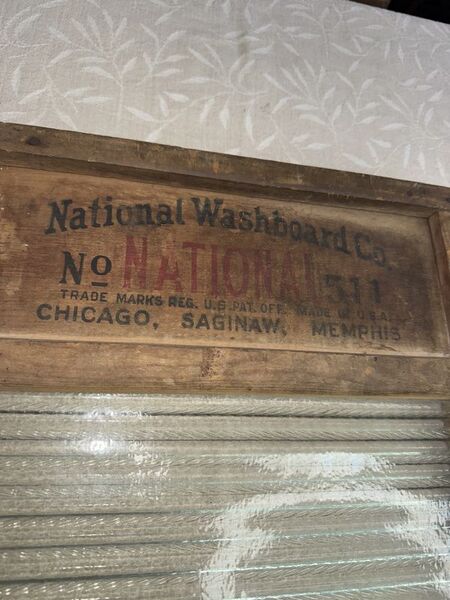 National Washboard Co.
No NATIONAL 511
TRADE MARKS REG. U.S. PAT. OFF. MADE IN U.S.A.
CHICAGO, SAGINAW, MEMPHIS